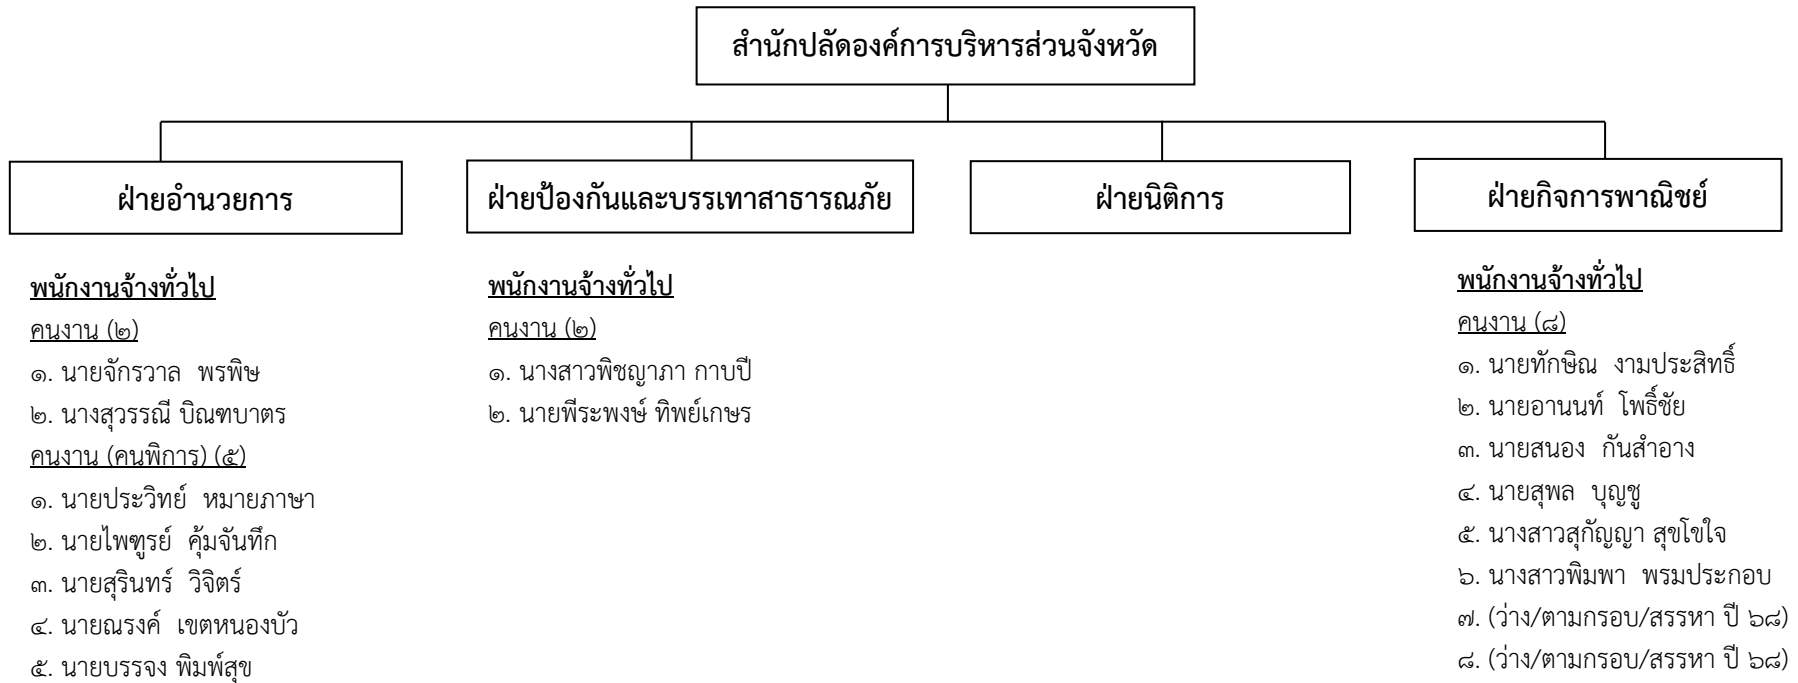 สำนักปลัดองค์การบริหารส่วนจังหวัด
ฝ่ายอำนวยการ
ฝ่ายป้องกันและบรรเทาสาธารณภัย
ฝ่ายนิติการ
ฝ่ายกิจการพาณิชย์
พนักงานจ้างทั่วไป
คนงาน (๒)
๑. นายจักรวาล พรพิษ
๒. นางสุวรรณี บิณฑบาตร
คนงาน (คนพิการ) (๕)
๑. นายประวิทย์ หมายภาษา
๒. นายไพฑูรย์ คุ้มจันทึก
๓. นายสุรินทร์ วิจิตร์
๔. นายณรงค์ เขตหนองบัว
๕. นายบรรจง พิมพ์สุข
พนักงานจ้างทั่วไป
คนงาน (๒)
๑. นางสาวพิชญาภา กาบปี
๒. นายพีระพงษ์ ทิพย์เกษร
พนักงานจ้างทั่วไป
คนงาน (๘)
๑. นายทักษิณ งามประสิทธิ์
๒. นายอานนท์ โพธิ์ชัย
๓. นายสนอง กันสำอาง
๔. นายสุพล บุญชู
๕. นางสาวสุกัญญา สุขโขใจ
๖. นางสาวพิมพา พรมประกอบ
๗. (ว่าง/ตามกรอบ/สรรหา ปี ๖๘)
๘. (ว่าง/ตามกรอบ/สรรหา ปี ๖๘)